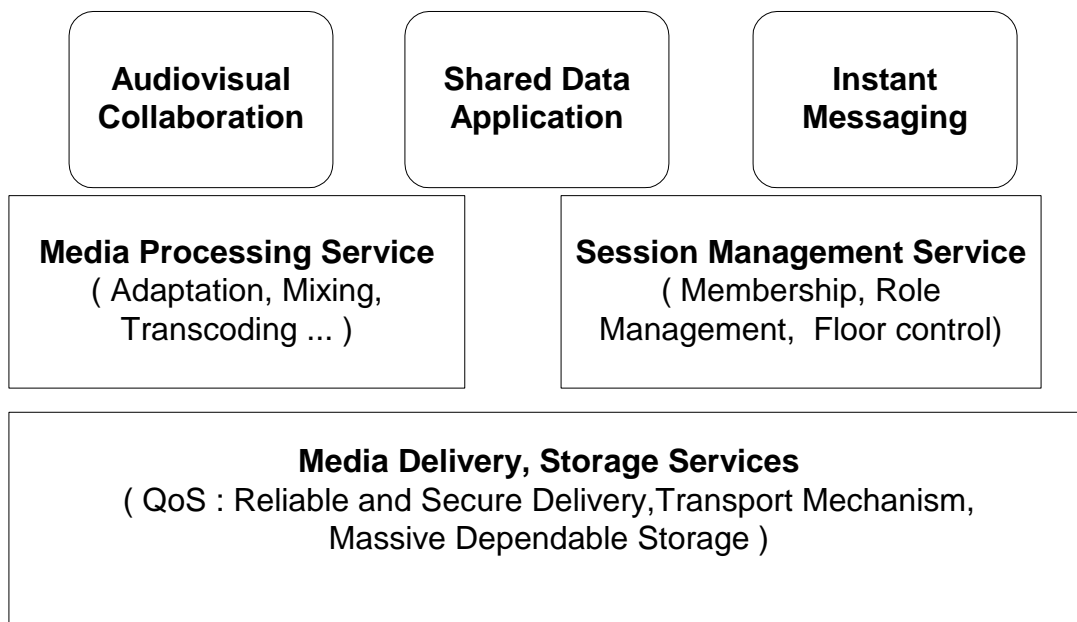 Audiovisual
Collaboration
Shared Data
Application
Instant
Messaging
Media Processing Service
( Adaptation, Mixing,
Transcoding ... )
Session Management Service
( Membership, Role
Management,  Floor control)
Media Delivery, Storage Services
( QoS : Reliable and Secure Delivery,Transport Mechanism,
Massive Dependable Storage )